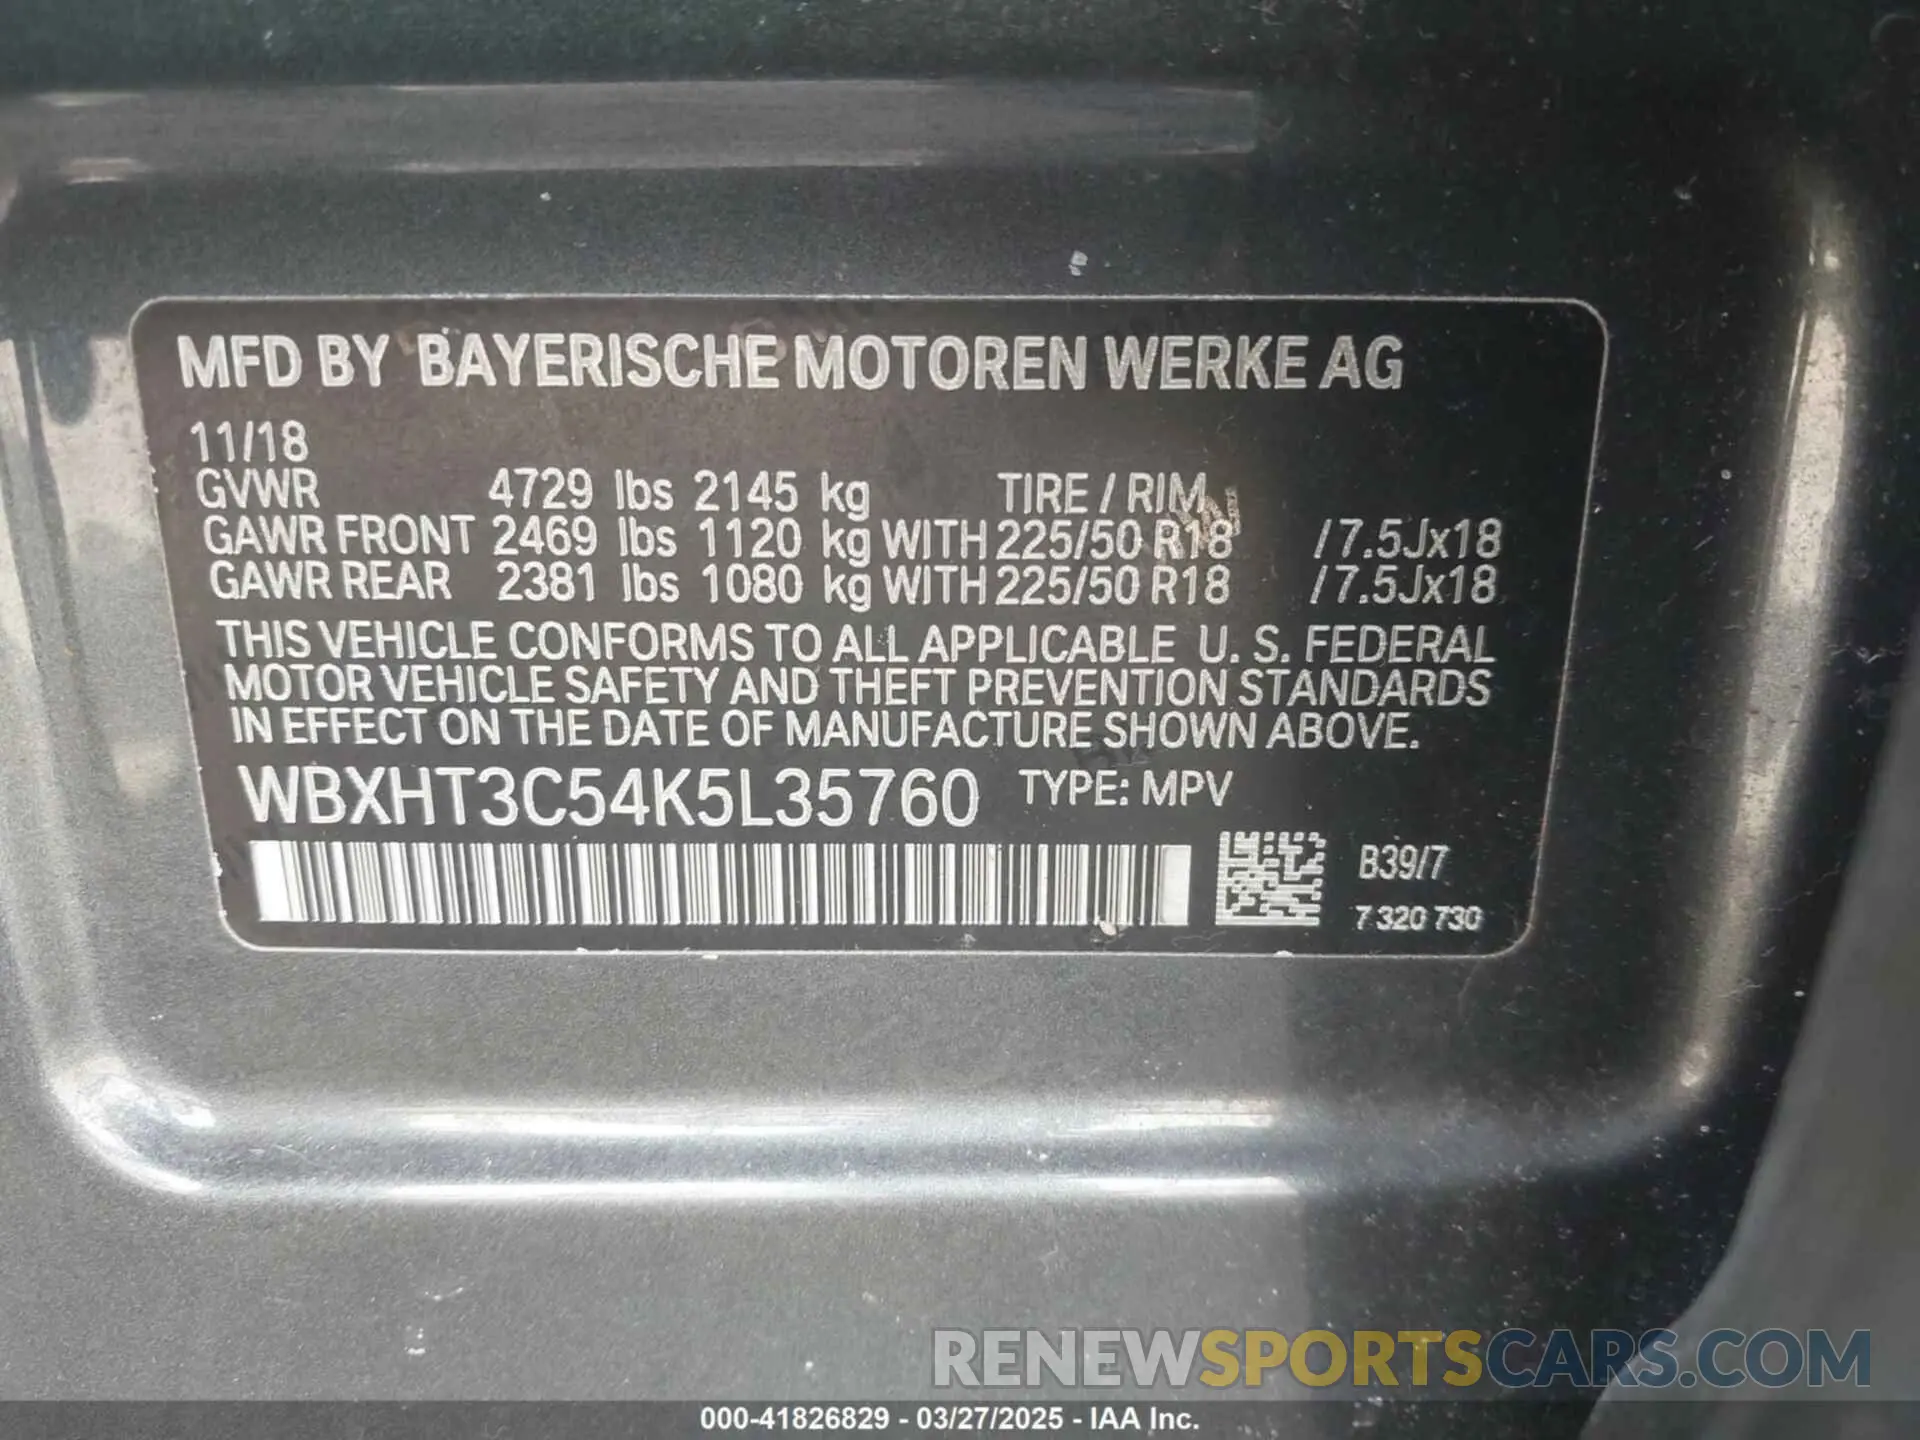 MFD BY BAYERISCHE MOTOREN WERKE AG
11/18
GVWR 4729 lbs 2145 kg TIRE / RIM
GAWR FRONT 2469 lbs 1120 kg WITH 225/50 R18 /7.5Jx18
GAWR REAR 2381 lbs 1080 kg WITH 225/50 R18 /7.5Jx18
THIS VEHICLE CONFORMS TO ALL APPLICABLE U. S. FEDERAL
MOTOR VEHICLE SAFETY AND THEFT PREVENTION STANDARDS
IN EFFECT ON THE DATE OF MANUFACTURE SHOWN ABOVE.
WBXHT3C54K5L35760 TYPE: MPV
B39/7
7 320 730
RENEWSPORTSCARS.COM
000-41826829 - 03/27/2025 - IAA Inc.